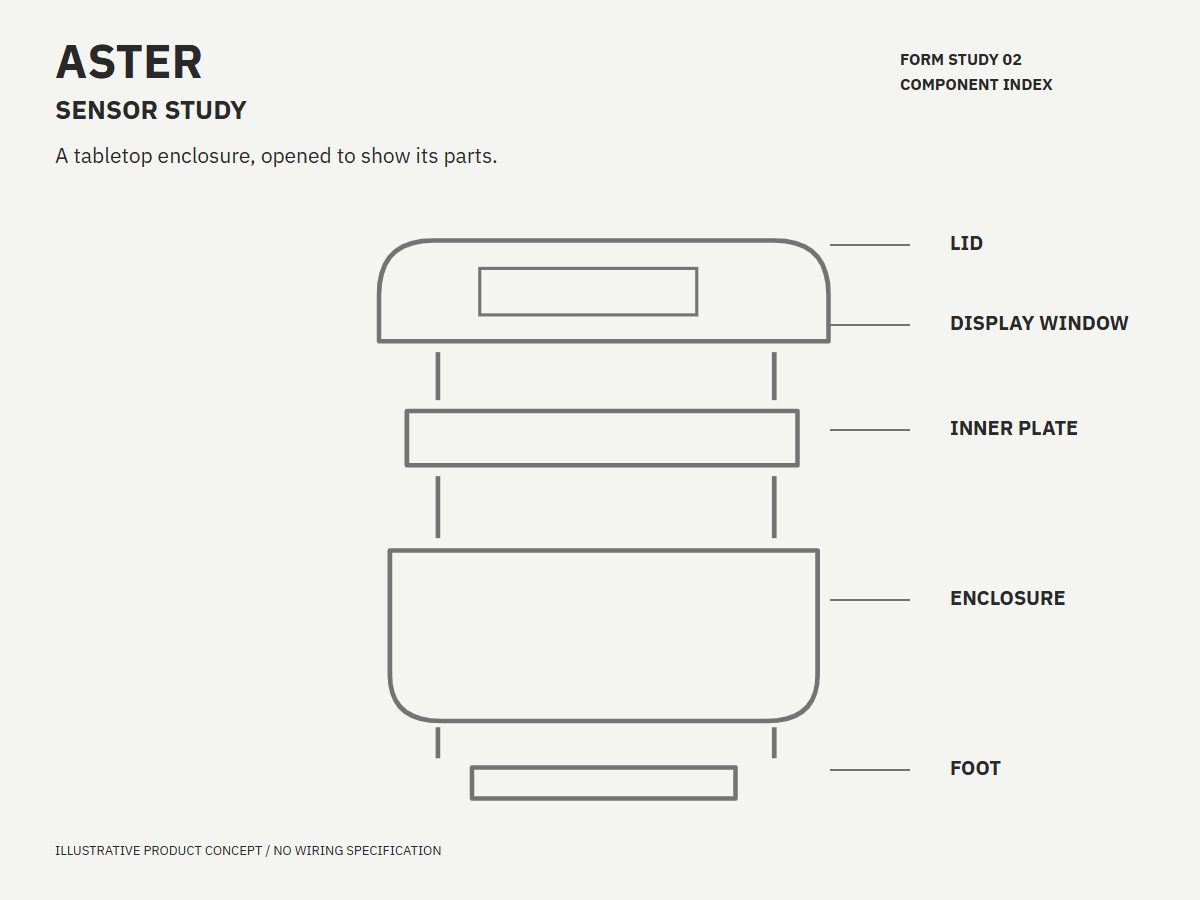 ASTER
SENSOR STUDY
A tabletop enclosure, opened to show its parts.
FORM STUDY 02
COMPONENT INDEX
LID
DISPLAY WINDOW
INNER PLATE
ENCLOSURE
FOOT
ILLUSTRATIVE PRODUCT CONCEPT / NO WIRING SPECIFICATION